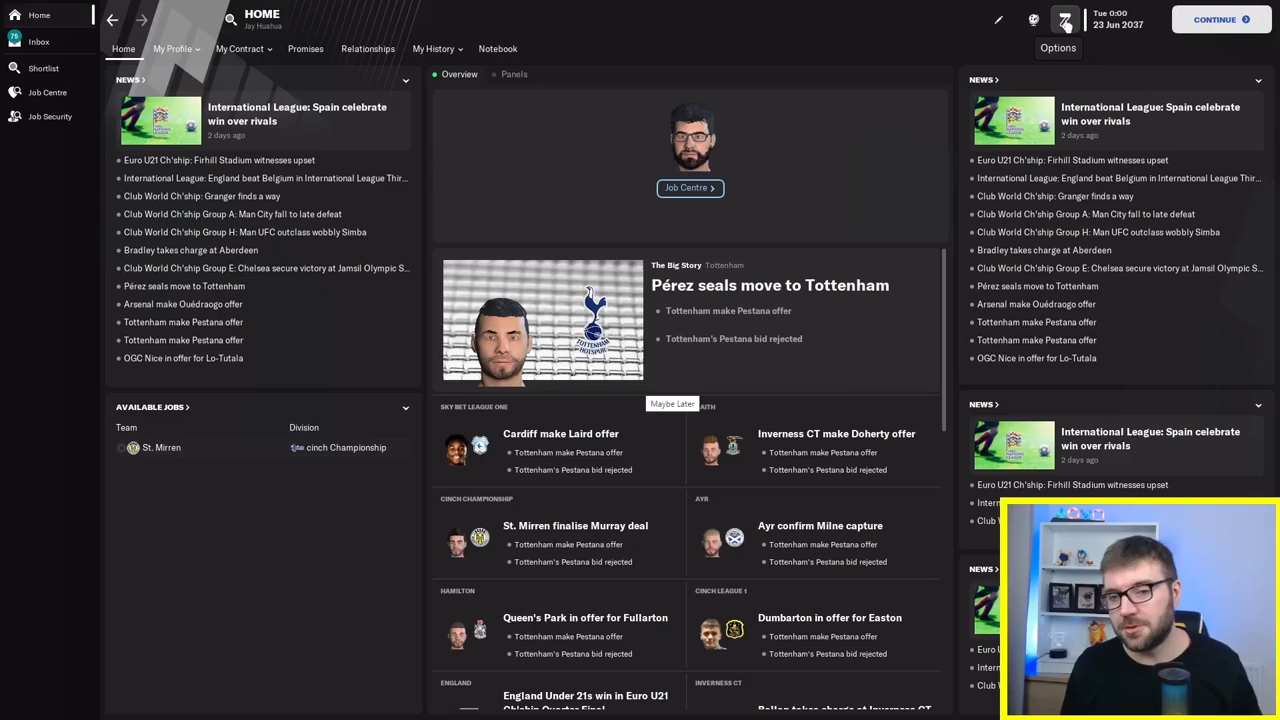 Home
75
Inbox
Shortlist
Job Centre
Job Security
HOME
Jay Huahua
Tue 0:00
23 Jun 2037
CONTINUE
Options
Home
My Profile
My Contract
Promises
Relationships
My History
Notebook
NEWS >
International League: Spain celebrate
win over rivals
2 days ago
Euro U21 Ch'ship: Firhill Stadium witnesses upset
International League: England beat Belgium in International League Thir...
Club World Ch'ship: Granger finds a way
Club World Ch'ship Group A: Man City fall to late defeat
Club World Ch'ship Group H: Man UFC outclass wobbly Simba
Bradley takes charge at Aberdeen
Club World Ch'ship Group E: Chelsea secure victory at Jamsil Olympic S...
Pérez seals move to Tottenham
Arsenal make Ouédraogo offer
Tottenham make Pestana offer
Tottenham make Pestana offer
OGC Nice in offer for Lo-Tutala
AVAILABLE JOBS >
Team Division
St. Mirren cinch Championship
Overview Panels
Job Centre >
The Big Story Tottenham
Pérez seals move to Tottenham
Tottenham make Pestana offer
Tottenham's Pestana bid rejected
TOTTENHAM
HOTSPUR
Maybe Later
SKY BET LEAGUE ONE
Cardiff make Laird offer
Tottenham make Pestana offer
Tottenham's Pestana bid rejected
AITH
Inverness CT make Doherty offer
Tottenham make Pestana offer
Tottenham's Pestana bid rejected
CINCH CHAMPIONSHIP
St. Mirren finalise Murray deal
Tottenham make Pestana offer
Tottenham's Pestana bid rejected
AYR
Ayr confirm Milne capture
Tottenham make Pestana offer
Tottenham's Pestana bid rejected
HAMILTON
Queen's Park in offer for Fullarton
Tottenham make Pestana offer
Tottenham's Pestana bid rejected
CINCH LEAGUE 1
Dumbarton in offer for Easton
Tottenham make Pestana offer
Tottenham's Pestana bid rejected
ENGLAND
England Under 21s win in Euro U21
Ch'ship Quarter Final
INVERNESS CT
takes charge at Inverness CT
NEWS >
International League: Spain celebrate
win over rivals
2 days ago
Euro U21 Ch'ship: Firhill Stadium witnesses upset
International League: England beat Belgium in International League Thir...
Club World Ch'ship: Granger finds a way
Club World Ch'ship Group A: Man City fall to late defeat
Club World Ch'ship Group H: Man UFC outclass wobbly Simba
Bradley takes charge at Aberdeen
Club World Ch'ship Group E: Chelsea secure victory at Jamsil Olympic S...
Pérez seals move to Tottenham
Arsenal make Ouédraogo offer
Tottenham make Pestana offer
Tottenham make Pestana offer
OGC Nice in offer for Lo-Tutala
NEWS >
International League: Spain celebrate
win over rivals
2 days ago
Euro U21 Ch'ship: Firhill Stadium witnesses upset
Inter
Club
NEWS >
Euro U
Inter
Club